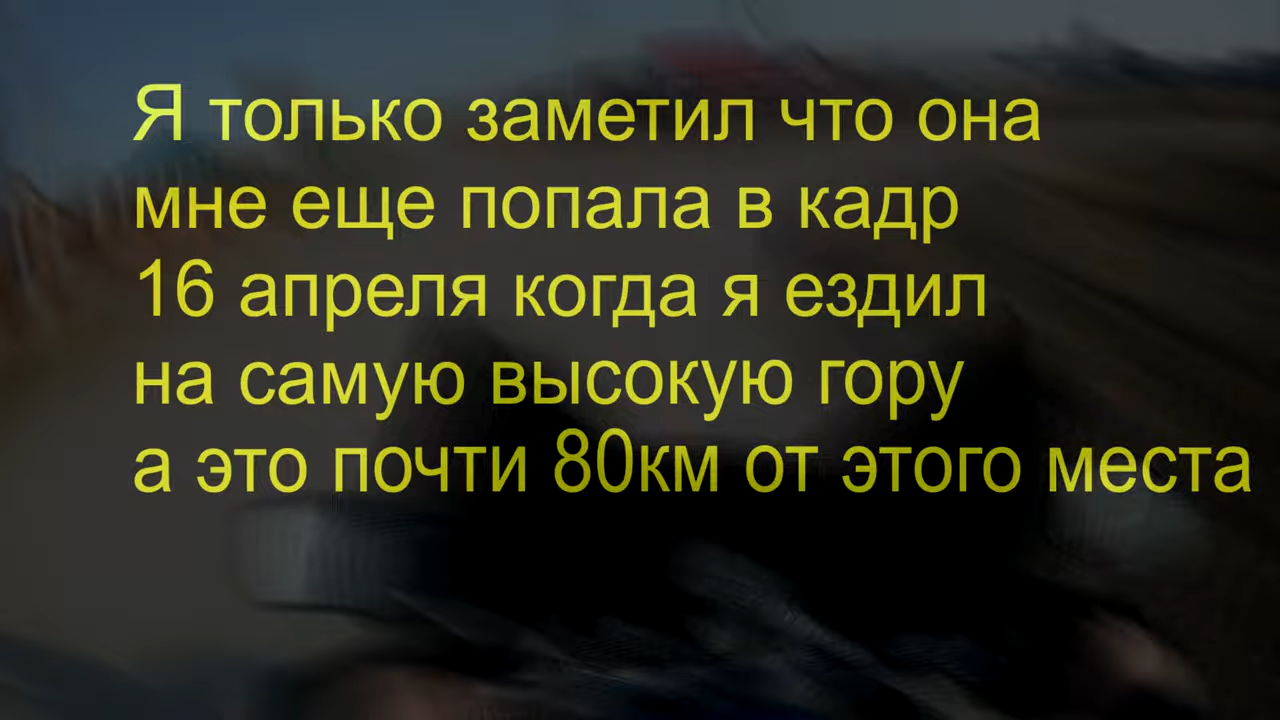 Я только заметил что она
мне еще попала в кадр
16 апреля когда я ездил
на самую высокую гору
а это почти 80км от этого места